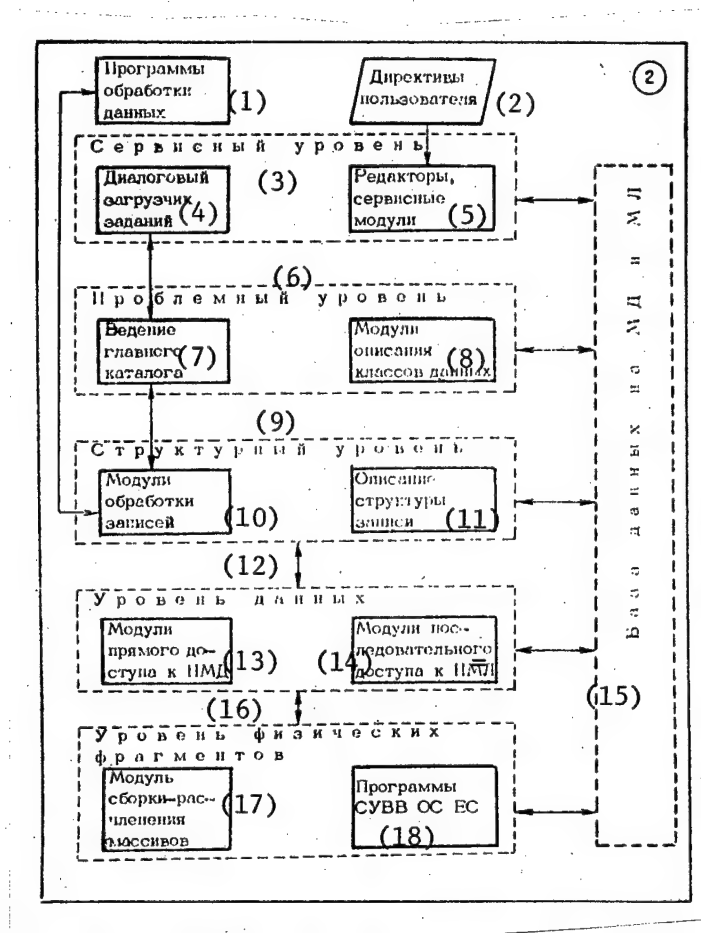 Программы
обработки
данных
(1)
Директивы
пользователя
(2)
2
Сервисный уровень
(3)
Диалоговый
загрузчик
заданий
(4)
Редакторы,
сервисные
модули
(5)
(6)
Проблемный уровень
Ведение
главного
каталога
(7)
Модули
описания
классов данных
(8)
(9)
Структурный уровень
Модули
обработки
записей
(10)
Описание
структуры
записи
(11)
(12)
Уровень данных
Модули
прямого до-
ступа к НМД
(13)
(14)
Модули пос-
ледовательного
доступа к НМЛ
База данных на МД и МЛ
(15)
(16)
Уровень физических
фрагментов
Модуль
сборки-рас-
членения
массивов
(17)
Программы
СУВВ ОС ЕС
(18)